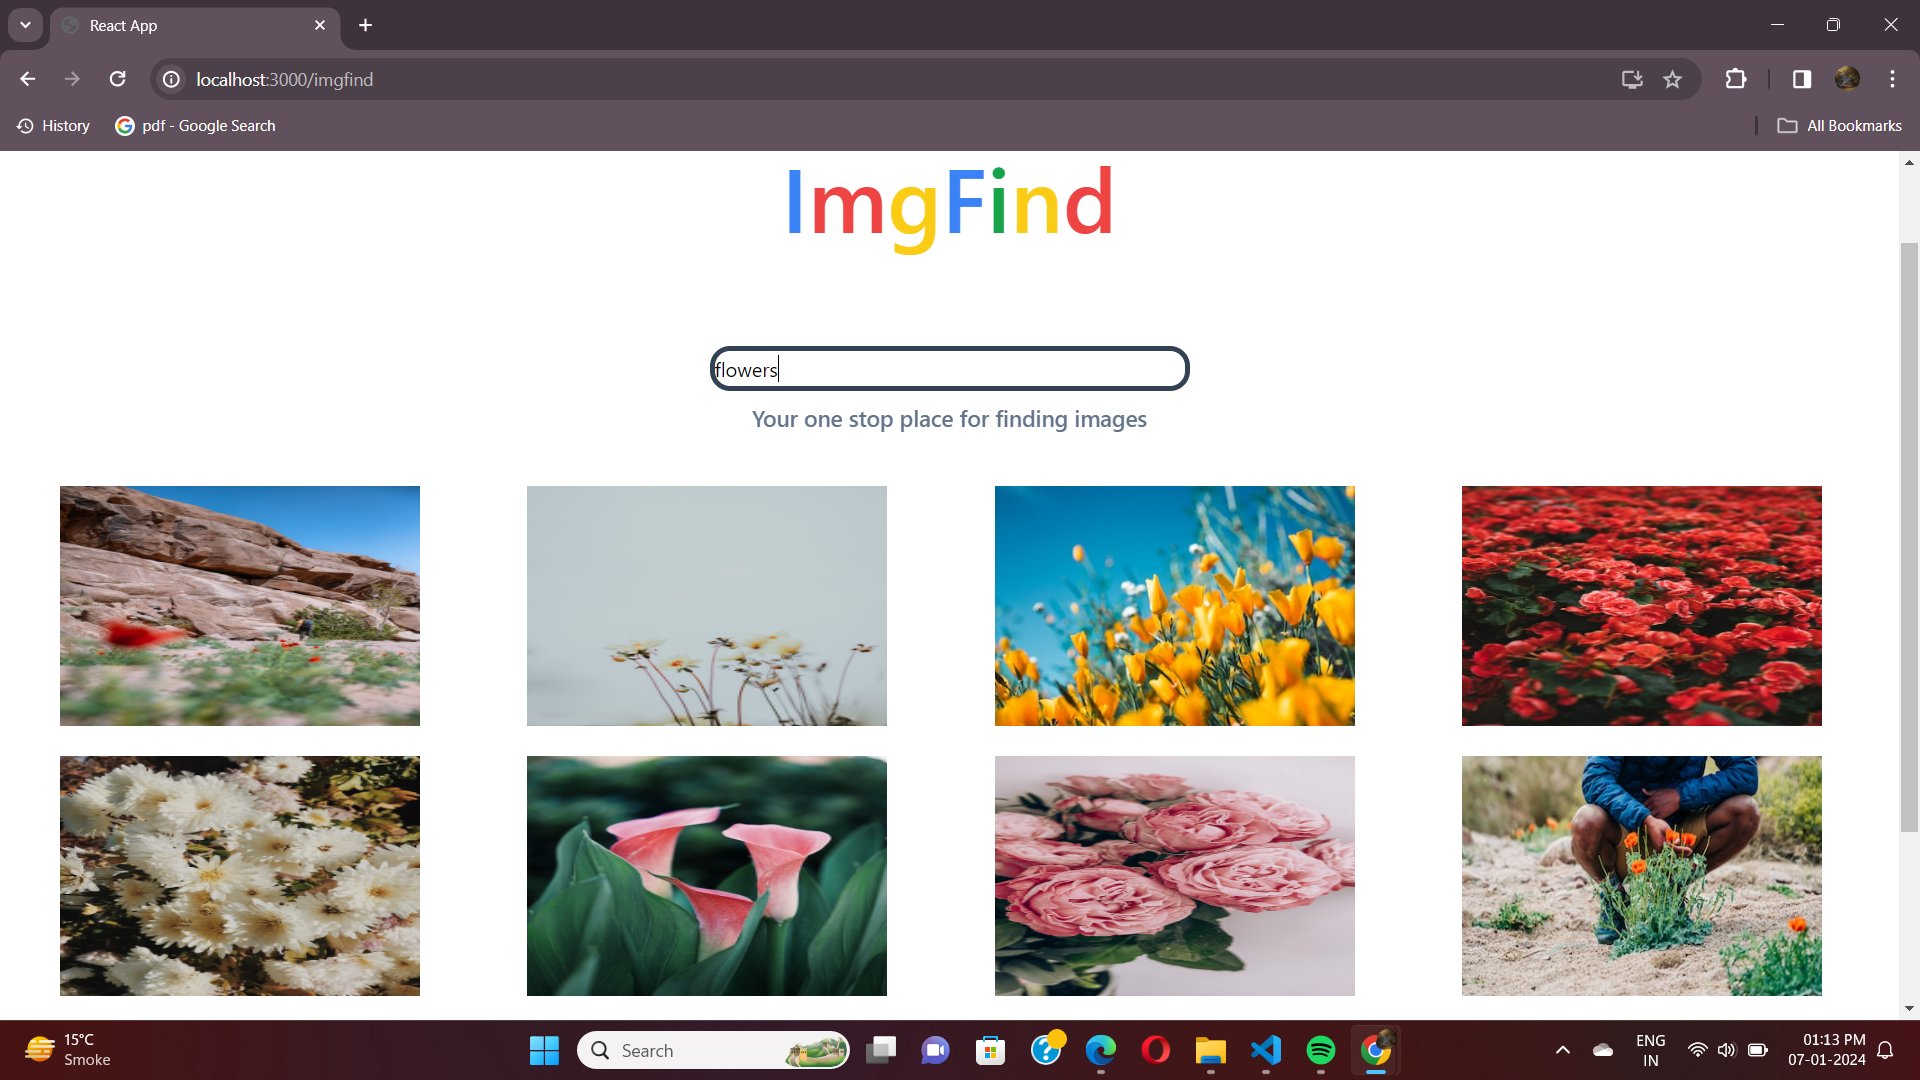 React App
localhost:3000/imgfind
History
pdf - Google Search
All Bookmarks
ImgFind
flowers
Your one stop place for finding images
15°C
Smoke
Search
ENG
IN
01:13 PM
07-01-2024